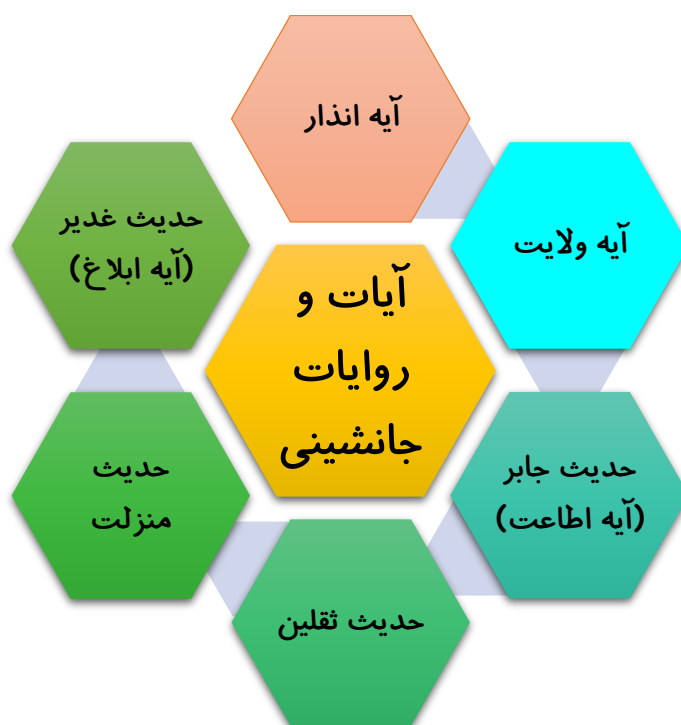 آیات و
روایات
جانشینی
آیه انذار
آیه ولایت
حدیث جابر
(آیه اطاعت)
حدیث ثقلین
حدیث
منزلت
حدیث غدیر
(آیه ابلاغ)